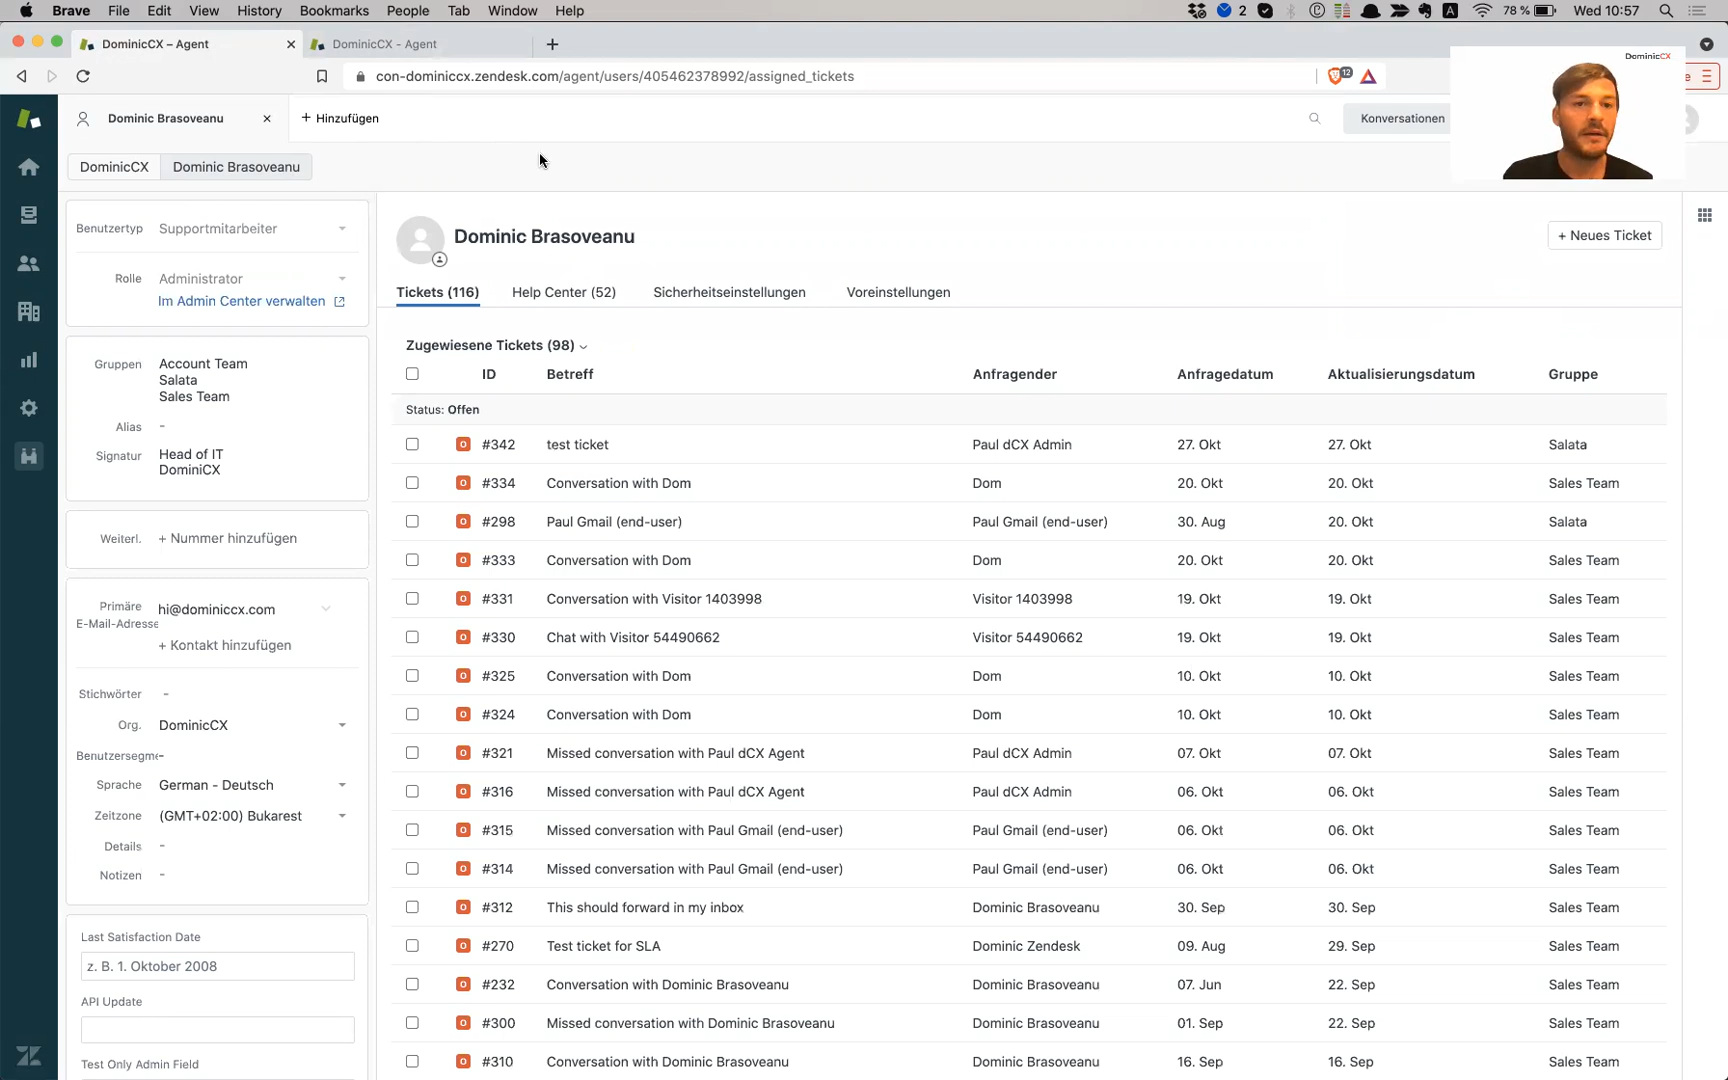 Brave File Edit View History Bookmarks People Tab Window Help 2 A 78 % Wed 10:57
DominicCX – Agent
DominicCX - Agent
con-dominiccx.zendesk.com/agent/users/405462378992/assigned_tickets
12
DominicCX
Dominic Brasoveanu
+ Hinzufügen
Konversationen
DominicCX
Dominic Brasoveanu
Benutzertyp Supportmitarbeiter
Rolle Administrator
Im Admin Center verwalten
Gruppen Account Team
Salata
Sales Team
Alias -
Signatur Head of IT
DominiCX
Weiterl. + Nummer hinzufügen
Primäre
E-Mail-Adresse
hi@dominiccx.com
+ Kontakt hinzufügen
Stichwörter -
Org. DominicCX
Benutzersegme -
Sprache German - Deutsch
Zeitzone (GMT+02:00) Bukarest
Details -
Notizen -
Last Satisfaction Date
z. B. 1. Oktober 2008
API Update
Test Only Admin Field
Dominic Brasoveanu
+ Neues Ticket
Tickets (116) Help Center (52) Sicherheitseinstellungen Voreinstellungen
Zugewiesene Tickets (98)
ID Betreff Anfragender Anfragedatum Aktualisierungsdatum Gruppe
Status: Offen
O #342 test ticket Paul dCX Admin 27. Okt 27. Okt Salata
O #334 Conversation with Dom Dom 20. Okt 20. Okt Sales Team
O #298 Paul Gmail (end-user) Paul Gmail (end-user) 30. Aug 20. Okt Salata
O #333 Conversation with Dom Dom 20. Okt 20. Okt Sales Team
O #331 Conversation with Visitor 1403998 Visitor 1403998 19. Okt 19. Okt Sales Team
O #330 Chat with Visitor 54490662 Visitor 54490662 19. Okt 19. Okt Sales Team
O #325 Conversation with Dom Dom 10. Okt 10. Okt Sales Team
O #324 Conversation with Dom Dom 10. Okt 10. Okt Sales Team
O #321 Missed conversation with Paul dCX Agent Paul dCX Admin 07. Okt 07. Okt Sales Team
O #316 Missed conversation with Paul dCX Agent Paul dCX Admin 06. Okt 06. Okt Sales Team
O #315 Missed conversation with Paul Gmail (end-user) Paul Gmail (end-user) 06. Okt 06. Okt Sales Team
O #314 Missed conversation with Paul Gmail (end-user) Paul Gmail (end-user) 06. Okt 06. Okt Sales Team
O #312 This should forward in my inbox Dominic Brasoveanu 30. Sep 30. Sep Sales Team
O #270 Test ticket for SLA Dominic Zendesk 09. Aug 29. Sep Sales Team
O #232 Conversation with Dominic Brasoveanu Dominic Brasoveanu 07. Jun 22. Sep Sales Team
O #300 Missed conversation with Dominic Brasoveanu Dominic Brasoveanu 01. Sep 22. Sep Sales Team
O #310 Conversation with Dominic Brasoveanu Dominic Brasoveanu 16. Sep 16. Sep Sales Team